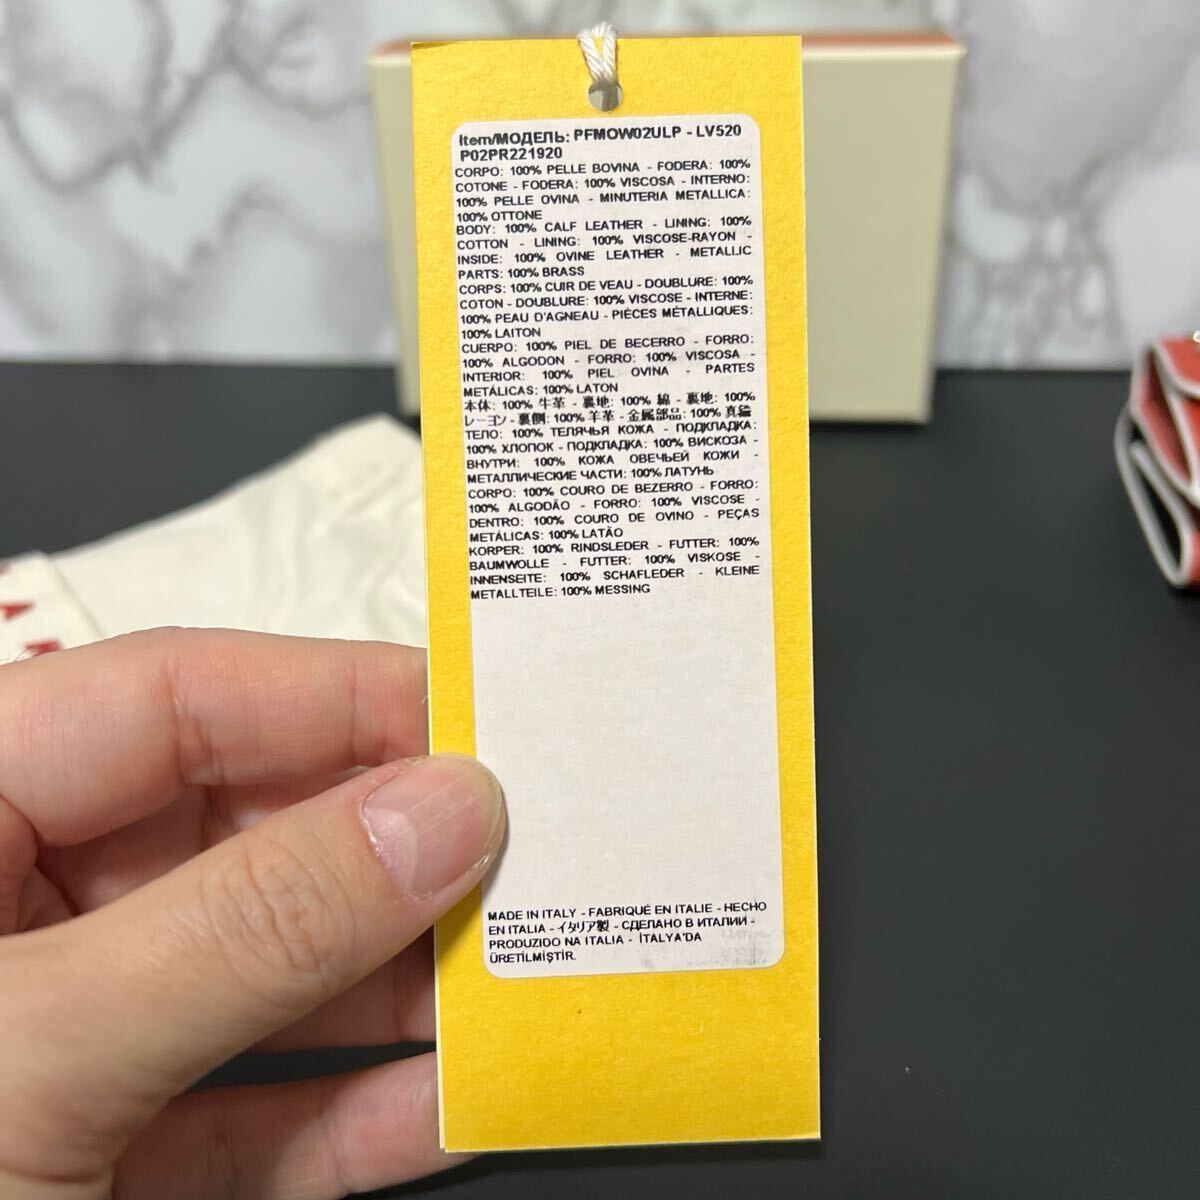 Item/МОДЕЛЬ: PFMOW02ULP - LV520
P02PR221920
CORPO: 100% PELLE BOVINA - FODERA: 100%
COTONE - FODERA: 100% VISCOSA - INTERNO:
100% PELLE OVINA - MINUTERIA METALLICA:
100% OTTONE
BODY: 100% CALF LEATHER - LINING: 100%
COTTON - LINING: 100% VISCOSE-RAYON -
INSIDE: 100% OVINE LEATHER - METALLIC
PARTS: 100% BRASS
CORPS: 100% CUIR DE VEAU - DOUBLURE: 100%
COTON - DOUBLURE: 100% VISCOSE - INTERNE:
100% PEAU D'AGNEAU - PIÈCES MÉTALLIQUES:
100% LAITON
CUERPO: 100% PIEL DE BECERRO - FORRO:
100% ALGODON - FORRO: 100% VISCOSA -
INTERIOR: 100% PIEL OVINA - PARTES
METÁLICAS: 100% LATON
本体: 100% 牛革 - 裏地: 100% 綿 - 裏地: 100%
レーヨン - 裏側: 100% 羊革 - 金属部品: 100% 真鍮
ТЕЛО: 100% ТЕЛЯЧЬЯ КОЖА - ПОДКЛАДКА:
100% ХЛОПОК - ПОДКЛАДКА: 100% ВИСКОЗА -
ВНУТРИ: 100% КОЖА ОВЕЧЬЕЙ КОЖИ -
МЕТАЛЛИЧЕСКИЕ ЧАСТИ: 100% ЛАТУНЬ
CORPO: 100% COURO DE BEZERRO - FORRO:
100% ALGODÃO - FORRO: 100% VISCOSE -
DENTRO: 100% COURO DE OVINO - PEÇAS
METÁLICAS: 100% LATÃO
KORPER: 100% RINDSLEDER - FUTTER: 100%
BAUMWOLLE - FUTTER: 100% VISKOSE -
INNENSEITE: 100% SCHAFLEDER - KLEINE
METALLTEILE: 100% MESSING
MADE IN ITALY - FABRIQUÉ EN ITALIE - HECHO
EN ITALIA - イタリア製 - СДЕЛАНО В ИТАЛИИ -
PRODUZIDO NA ITALIA - İTALYA'DA
ÜRETİLMİŞTİR.